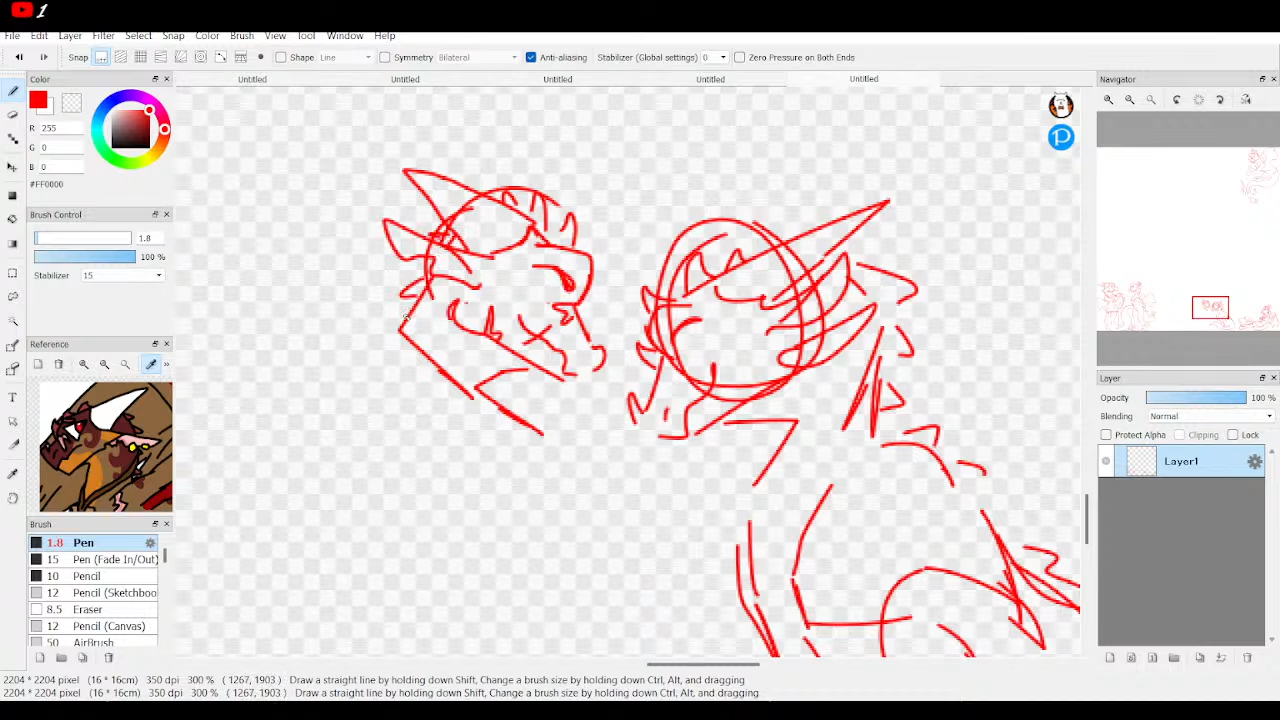 1
File Edit Layer Filter Select Snap Color Brush View Tool Window Help
Snap Shape Line Symmetry Bilateral Anti-aliasing Stabilizer (Global settings) 0 Zero Pressure on Both Ends
Untitled Untitled Untitled Untitled Untitled
Color
R 255
G 0
B 0
#FF0000
Brush Control
1.8
100 %
Stabilizer 15
Reference
Brush
1.8 Pen
15 Pen (Fade In/Out)
10 Pencil
12 Pencil (Sketchboo
8.5 Eraser
12 Pencil (Canvas)
50 AirBrush
Navigator
Layer
Opacity 100 %
Blending Normal
Protect Alpha Clipping Lock
Layer1
2204 * 2204 pixel (16 * 16cm) 350 dpi 300 % ( 1267, 1903) Draw a straight line by holding down Shift, Change a brush size by holding down Ctrl, Alt, and dragging
2204 * 2204 pixel (16 * 16cm) 350 dpi 300 % ( 1267, 1903) Draw a straight line by holding down Shift, Change a brush size by holding down Ctrl, Alt, and dragging